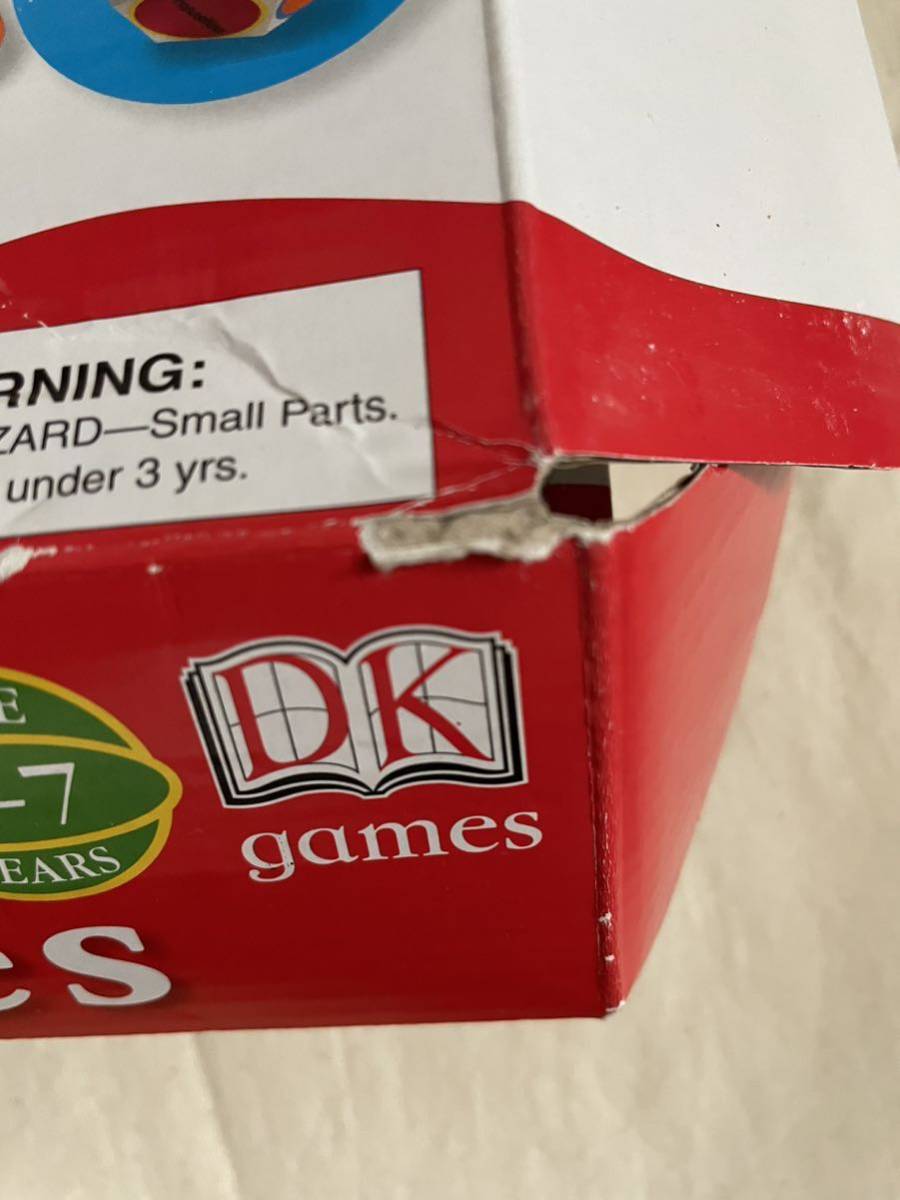 RNING:
ZARD—Small Parts.
under 3 yrs.
E
-7
EARS
DK
games
es